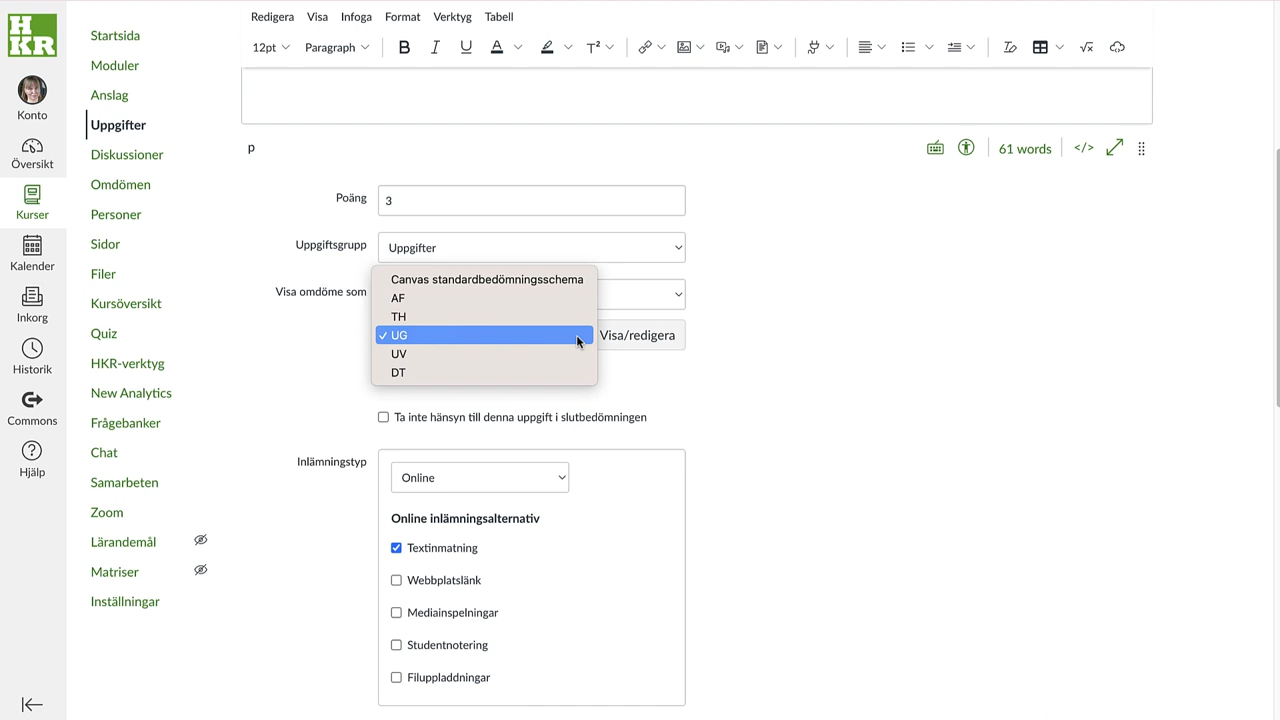 HKR
Konto
Översikt
Kurser
Kalender
Inkorg
Historik
Commons
Hjälp
Startsida
Moduler
Anslag
Uppgifter
Diskussioner
Omdömen
Personer
Sidor
Filer
Kursöversikt
Quiz
HKR-verktyg
New Analytics
Frågebanker
Chat
Samarbeten
Zoom
Lärandemål
Matriser
Inställningar
Redigera Visa Infoga Format Verktyg Tabell
12pt Paragraph B I U A T² √x
p 61 words </>
Poäng 3
Uppgiftsgrupp Uppgifter
Visa omdöme som
Canvas standardbedömningsschema
AF
TH
✓ UG
UV
DT
Visa/redigera
Ta inte hänsyn till denna uppgift i slutbedömningen
Inlämningstyp
Online
Online inlämningsalternativ
Textinmatning
Webbplatslänk
Mediainspelningar
Studentnotering
Filuppladdningar